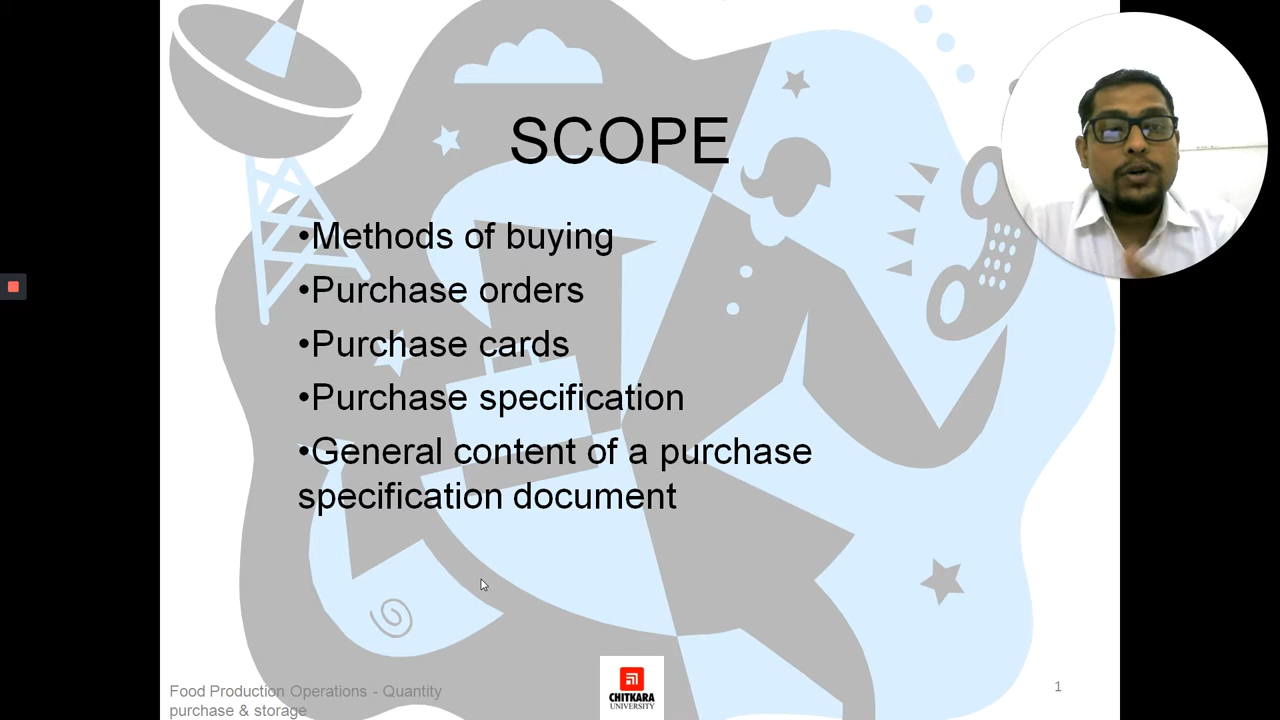 SCOPE
•Methods of buying
•Purchase orders
•Purchase cards
•Purchase specification
•General content of a purchase
specification document
Food Production Operations - Quantity
purchase & storage
CHITKARA
UNIVERSITY
1